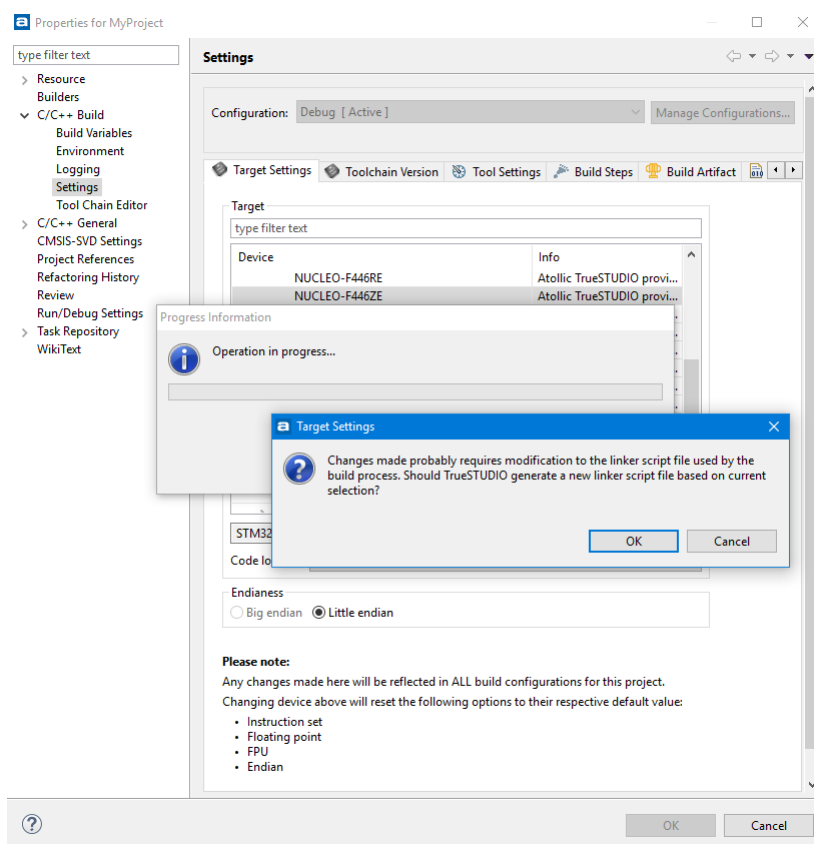 Properties for MyProject
type filter text
Settings
Resource
Builders
C/C++ Build
Build Variables
Environment
Logging
Settings
Tool Chain Editor
C/C++ General
CMSIS-SVD Settings
Project References
Refactoring History
Review
Run/Debug Settings
Task Repository
WikiText
Configuration: Debug [ Active ] Manage Configurations...
Target Settings Toolchain Version Tool Settings Build Steps Build Artifact
Target
type filter text
Device Info
NUCLEO-F446RE Atollic TrueSTUDIO provi...
NUCLEO-F446ZE Atollic TrueSTUDIO provi...
Progress Information
Operation in progress...
Target Settings
Changes made probably requires modification to the linker script file used by the
build process. Should TrueSTUDIO generate a new linker script file based on current
selection?
OK Cancel
STM32
Code lo
Endianess
Big endian Little endian
Please note:
Any changes made here will be reflected in ALL build configurations for this project.
Changing device above will reset the following options to their respective default value:
• Instruction set
• Floating point
• FPU
• Endian
OK Cancel